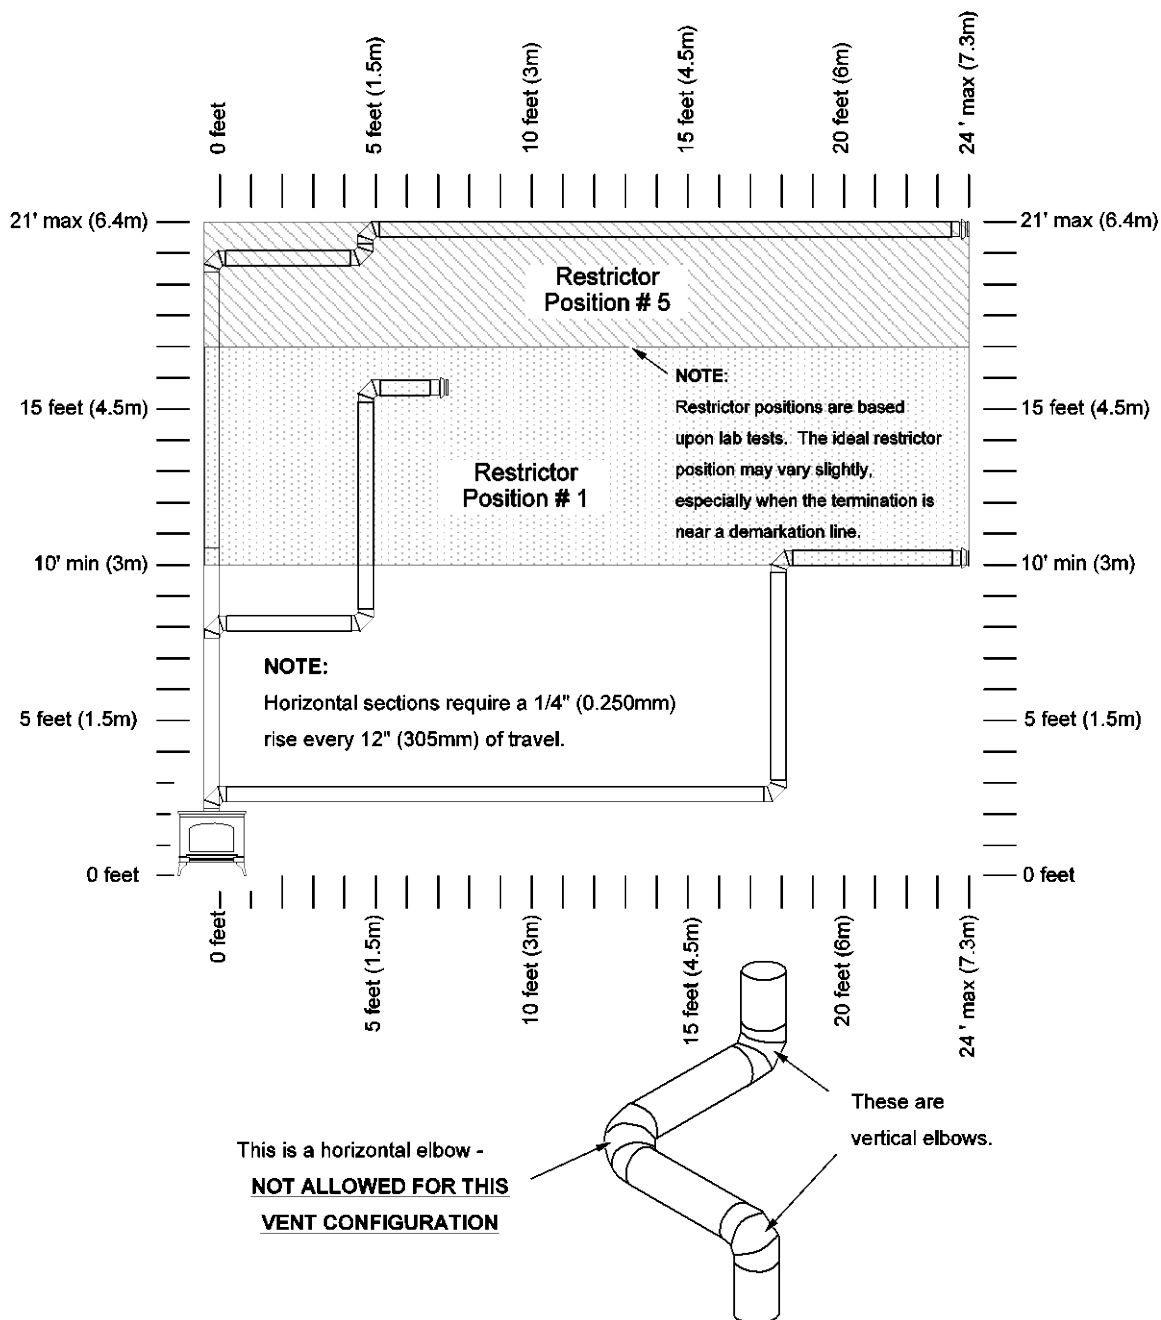 0 feet
5 feet (1.5m)
10 feet (3m)
15 feet (4.5m)
20 feet (6m)
24 ' max (7.3m)
21' max (6.4m)
21' max (6.4m)
Restrictor
Position # 5
NOTE:
Restrictor positions are based
upon lab tests. The ideal restrictor
position may vary slightly,
especially when the termination is
near a demarkation line.
15 feet (4.5m)
15 feet (4.5m)
Restrictor
Position # 1
10' min (3m)
10' min (3m)
NOTE:
Horizontal sections require a 1/4" (0.250mm)
rise every 12" (305mm) of travel.
5 feet (1.5m)
5 feet (1.5m)
0 feet
0 feet
0 feet
5 feet (1.5m)
10 feet (3m)
15 feet (4.5m)
20 feet (6m)
24 ' max (7.3m)
These are
vertical elbows.
This is a horizontal elbow -
NOT ALLOWED FOR THIS
VENT CONFIGURATION